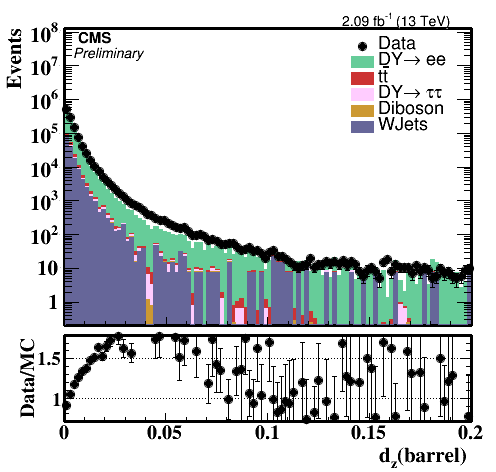 2.09 fb⁻¹ (13 TeV)
CMS
Preliminary
Events
10⁸
10⁷
10⁶
10⁵
10⁴
10³
10²
10
1
Data
DY→ ee
tt̄
DY→ ττ
Diboson
WJets
Data/MC
1.5
1
0
0.05
0.1
0.15
0.2
d_z(barrel)